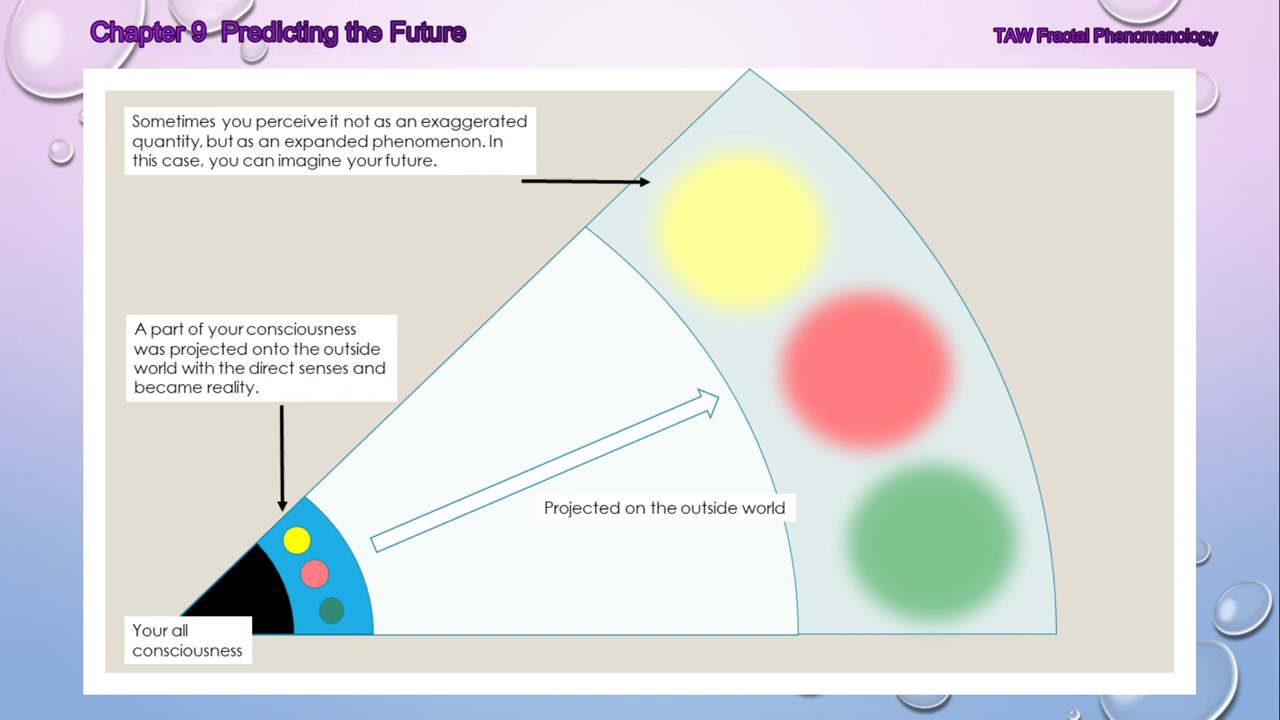 Chapter 9  Predicting the Future
TAW Fractal Phenomenology
Sometimes you perceive it not as an exaggerated
quantity, but as an expanded phenomenon. In
this case, you can imagine your future.
A part of your consciousness
was projected onto the outside
world with the direct senses and
became reality.
Projected on the outside world
Your all
consciousness